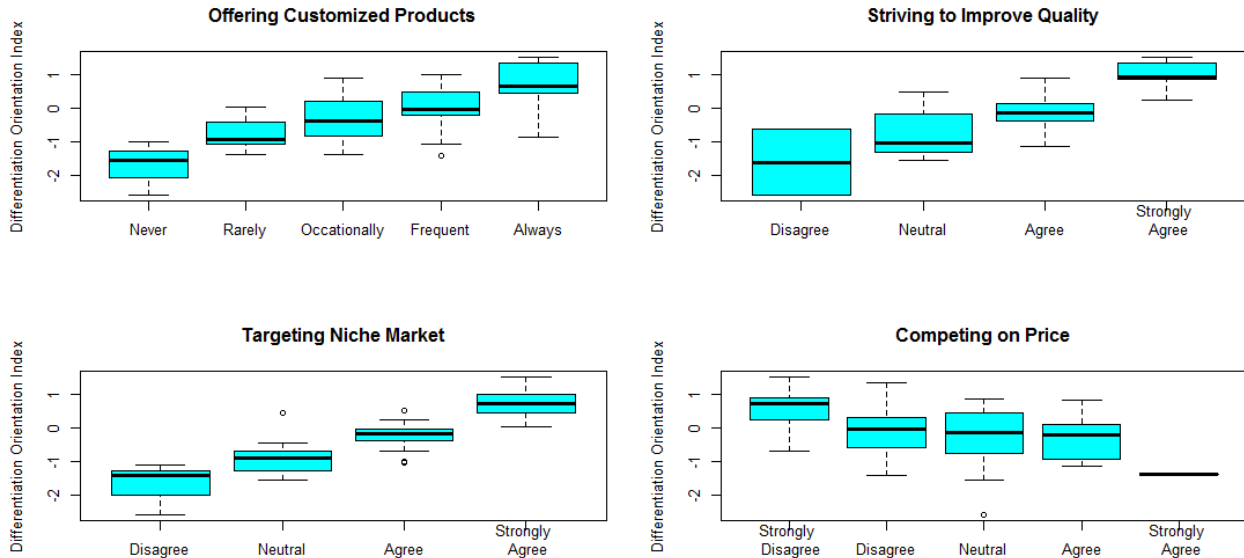 Offering Customized Products
Differentiation Orientation Index
1
0
-1
-2
Never Rarely Occationally Frequent Always
Striving to Improve Quality
Differentiation Orientation Index
1
0
-1
-2
Disagree Neutral Agree Strongly
Agree
Targeting Niche Market
Differentiation Orientation Index
1
0
-1
-2
Disagree Neutral Agree Strongly
Agree
Competing on Price
Differentiation Orientation Index
1
0
-1
-2
Strongly Strongly
Disagree Disagree Neutral Agree Agree